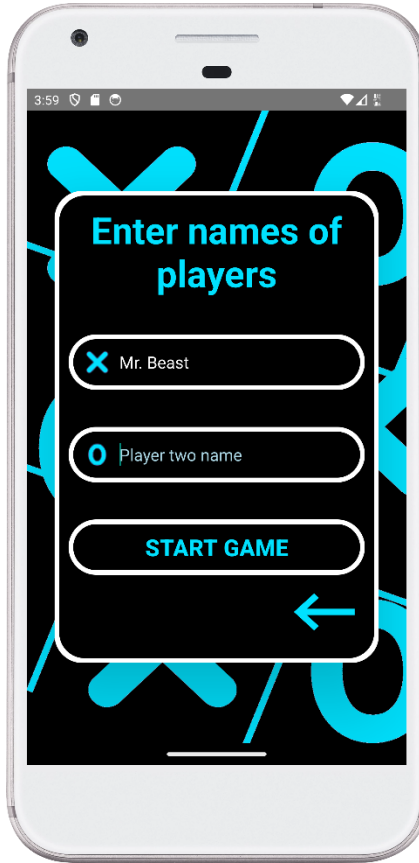 3:59
Enter names of
players
Mr. Beast
Player two name
START GAME